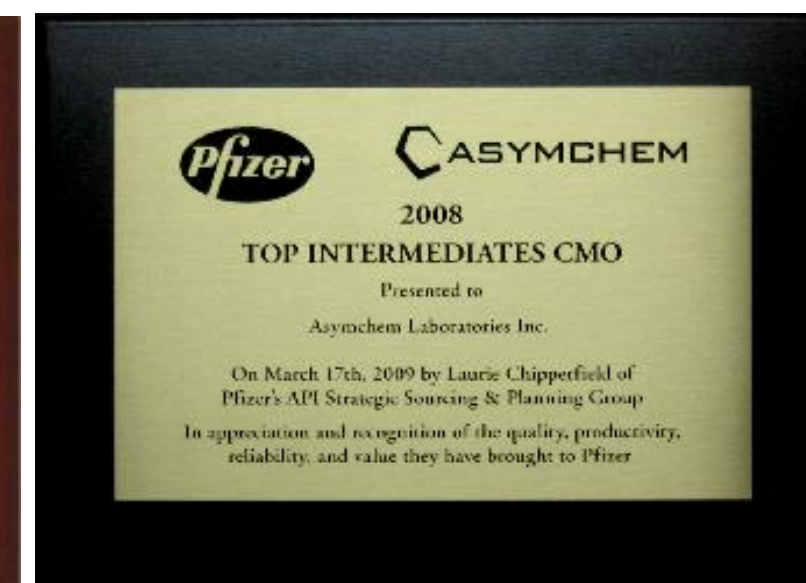 Pfizer ASYMCHEM
2008
TOP INTERMEDIATES CMO
Presented to
Asymchem Laboratories Inc.
On March 17th, 2009 by Laurie Chipperfield of
Pfizer's API Strategic Sourcing & Planning Group
In appreciation and recognition of the quality, productivity,
reliability, and value they have brought to Pfizer